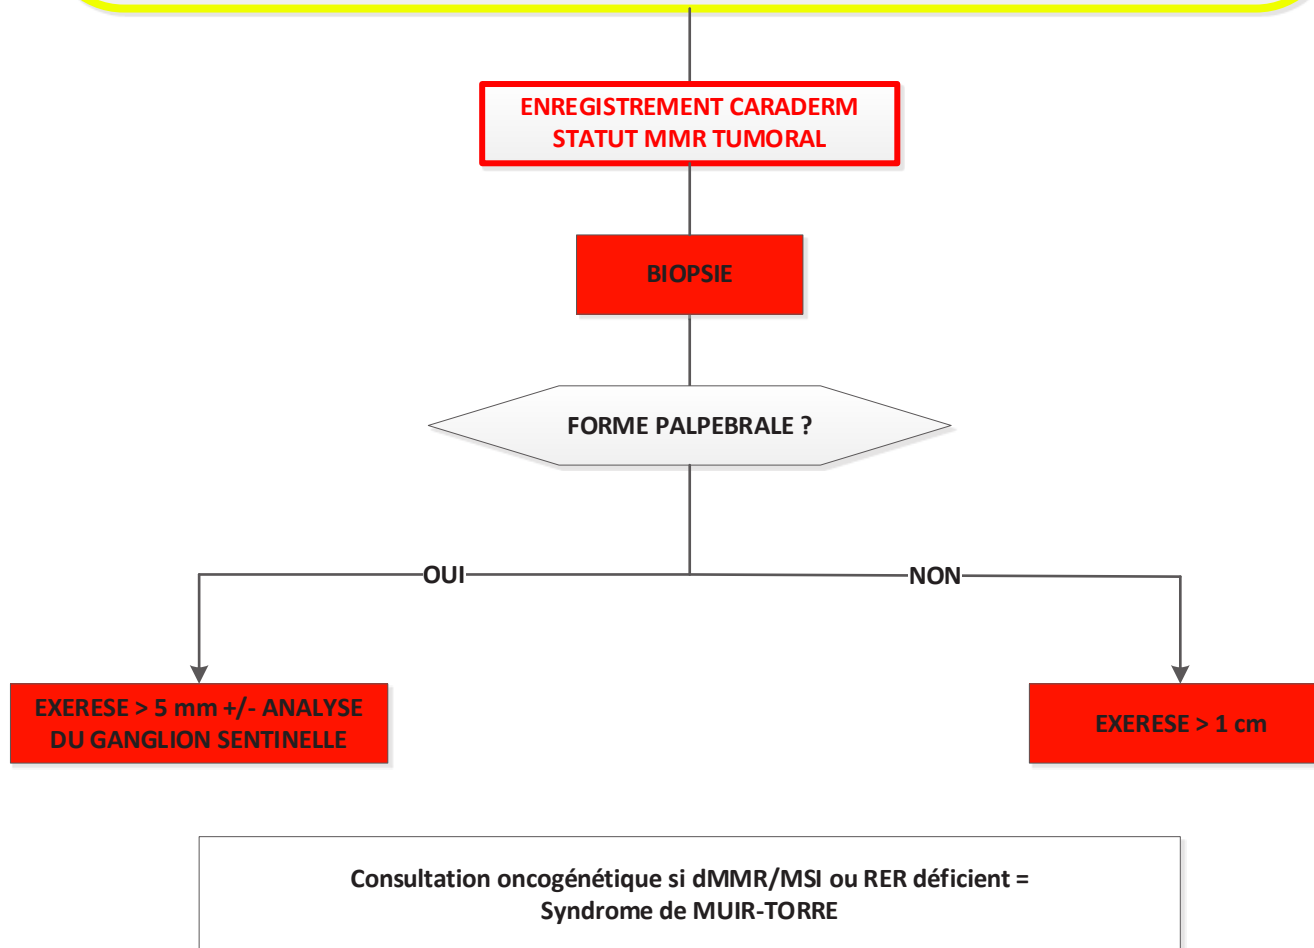 ENREGISTREMENT CARADERM
STATUT MMR TUMORAL
BIOPSIE
FORME PALPEBRALE ?
OUI
NON
EXERESE > 5 mm +/- ANALYSE
DU GANGLION SENTINELLE
EXERESE > 1 cm
Consultation oncogénétique si dMMR/MSI ou RER déficient =
Syndrome de MUIR-TORRE